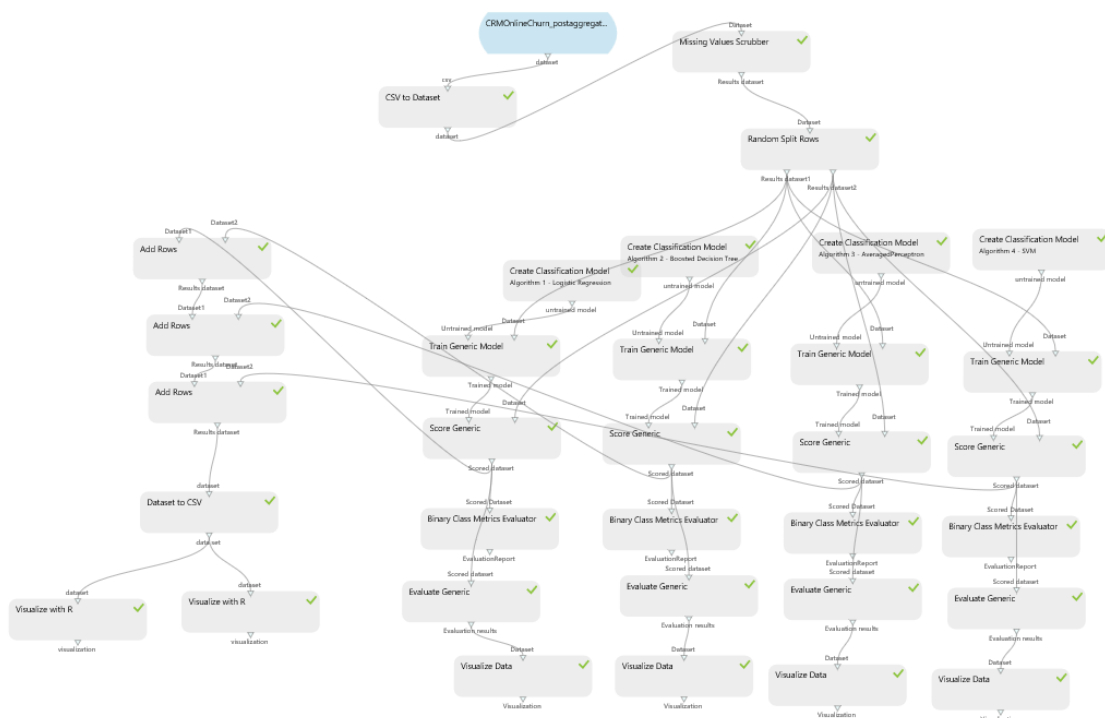 CRMOnlineChurn_postaggregat...
dataset
Dataset
Missing Values Scrubber
Results dataset
csv
CSV to Dataset
dataset
Dataset
Random Split Rows
Results dataset1
Results dataset2
Dataset1
Dataset2
Add Rows
Results dataset
Dataset1
Dataset2
Add Rows
Results dataset
Dataset1
Dataset2
Add Rows
Results dataset
dataset
Dataset to CSV
data set
dataset
Visualize with R
visualization
dataset
Visualize with R
visualization
Create Classification Model
Algorithm 1 - Logistic Regression
untrained model
Untrained model
Dataset
Train Generic Model
Trained model
Trained model
Dataset
Score Generic
Scored dataset
Scored Dataset
Binary Class Metrics Evaluator
EvaluationReport
Scored dataset
Evaluate Generic
Evaluation results
Dataset
Visualize Data
Visualization
Create Classification Model
Algorithm 2 - Boosted Decision Tree
untrained model
Untrained model
Dataset
Train Generic Model
Trained model
Trained model
Dataset
Score Generic
Scored dataset
Scored Dataset
Binary Class Metrics Evaluator
EvaluationReport
Scored dataset
Evaluate Generic
Evaluation results
Dataset
Visualize Data
Visualization
Create Classification Model
Algorithm 3 - AveragedPerceptron
untrained model
Untrained model
Dataset
Train Generic Model
Trained model
Trained model
Dataset
Score Generic
Scored dataset
Scored Dataset
Binary Class Metrics Evaluator
EvaluationReport
Scored dataset
Evaluate Generic
Evaluation results
Dataset
Visualize Data
Visualization
Create Classification Model
Algorithm 4 - SVM
untrained model
Untrained model
Dataset
Train Generic Model
Trained model
Trained model
Dataset
Score Generic
Scored dataset
Scored Dataset
Binary Class Metrics Evaluator
EvaluationReport
Scored dataset
Evaluate Generic
Evaluation results
Dataset
Visualize Data